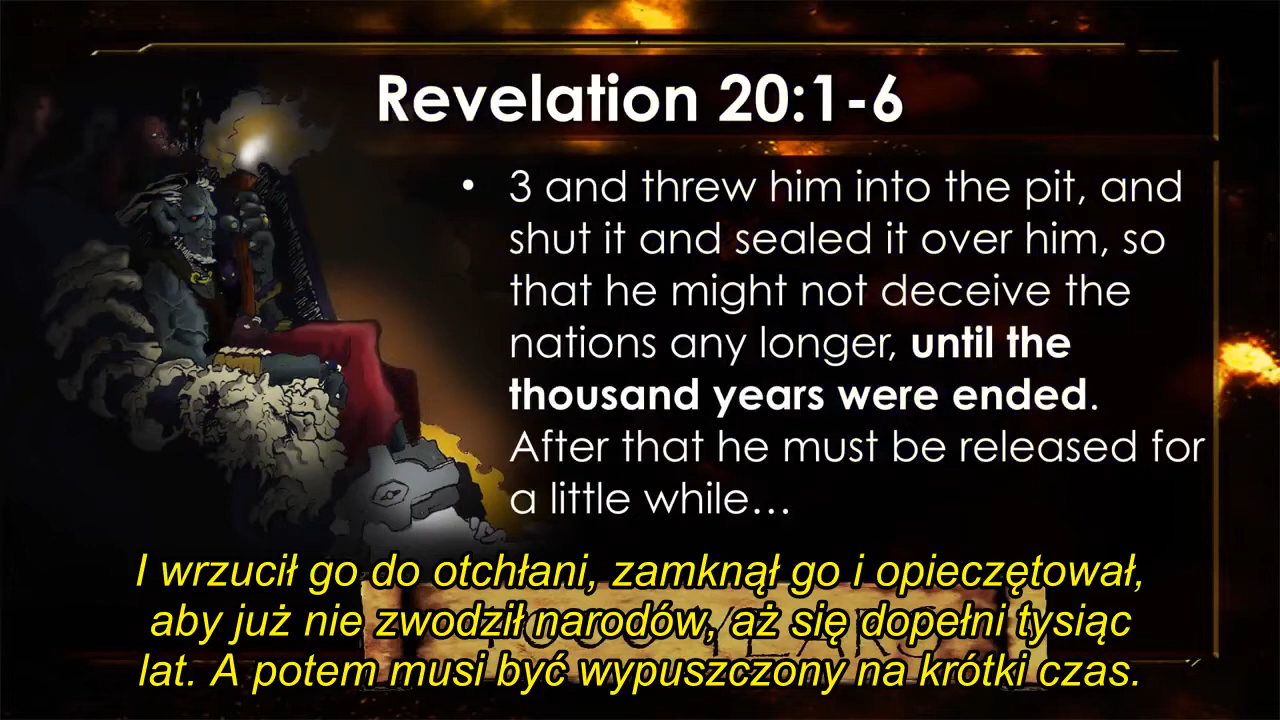 Revelation 20:1-6
• 3 and threw him into the pit, and
shut it and sealed it over him, so
that he might not deceive the
nations any longer, until the
thousand years were ended.
After that he must be released for
a little while…
I wrzucił go do otchłani, zamknął go i opieczętował,
aby już nie zwodził narodów, aż się dopełni tysiąc
lat. A potem musi być wypuszczony na krótki czas.